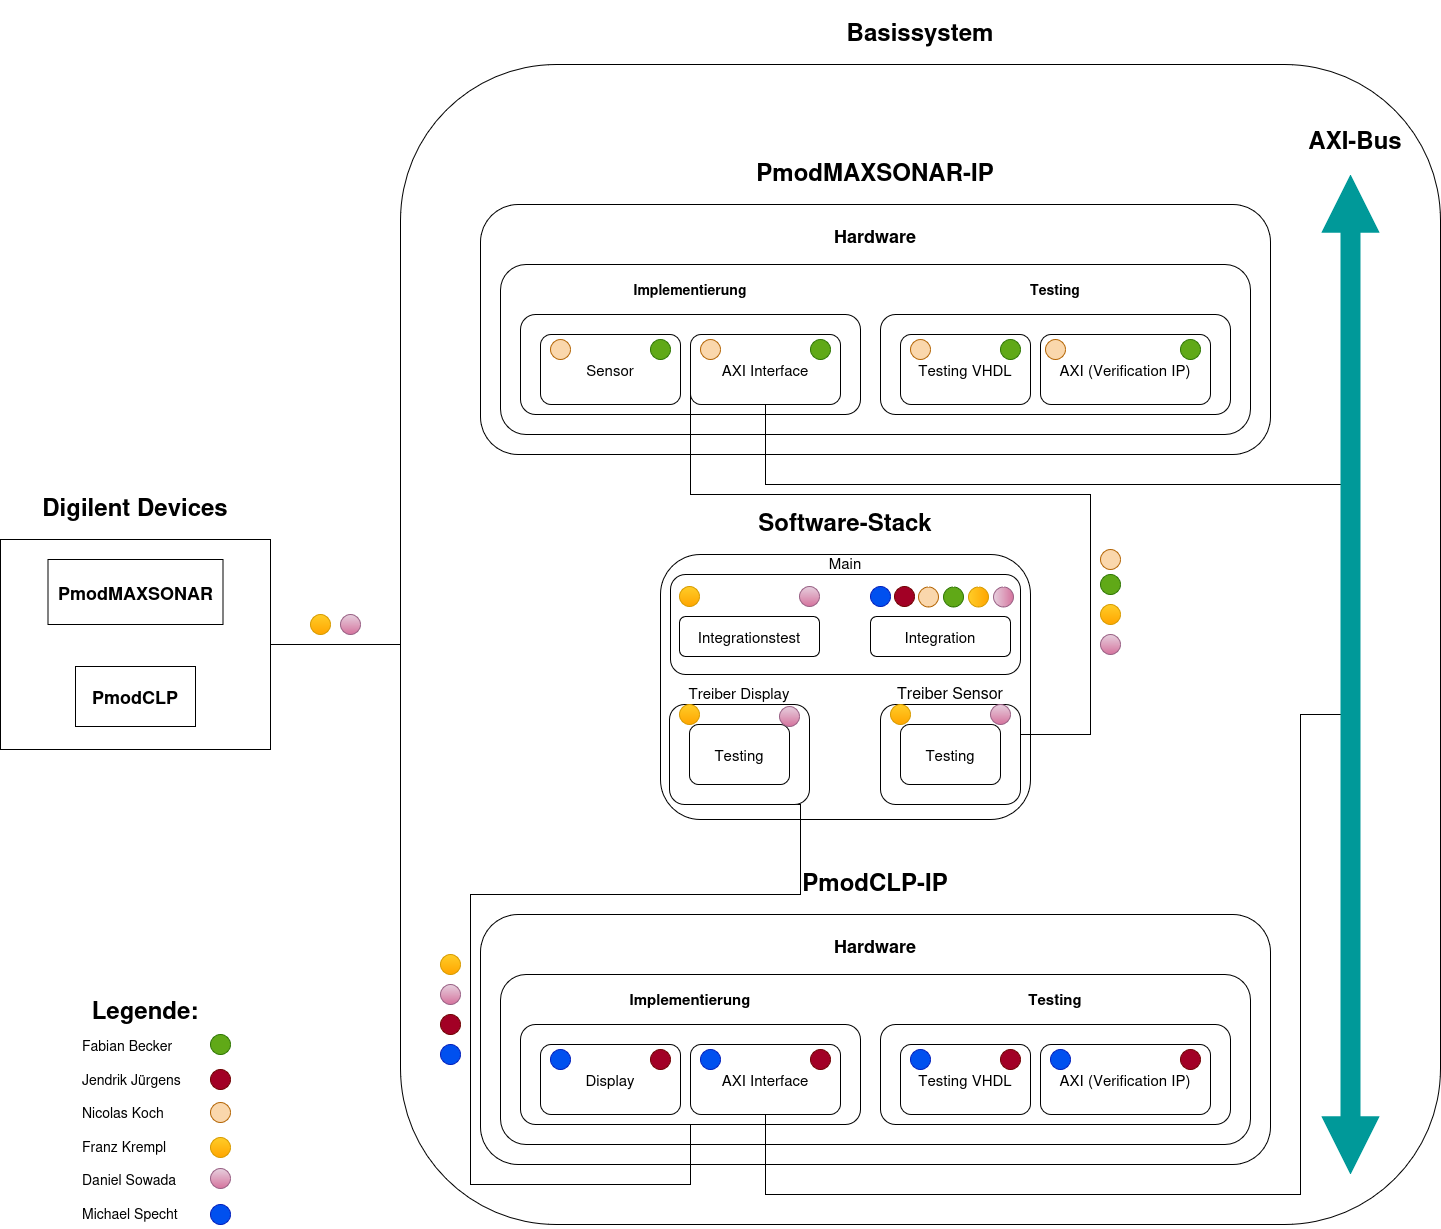 Basissystem
AXI-Bus
PmodMAXSONAR-IP
Hardware
Implementierung
Testing
Sensor
AXI Interface
Testing VHDL
AXI (Verification IP)
Digilent Devices
PmodMAXSONAR
PmodCLP
Software-Stack
Main
Integrationstest
Integration
Treiber Display
Treiber Sensor
Testing
Testing
PmodCLP-IP
Hardware
Implementierung
Testing
Display
AXI Interface
Testing VHDL
AXI (Verification IP)
Legende:
Fabian Becker
Jendrik Jürgens
Nicolas Koch
Franz Krempl
Daniel Sowada
Michael Specht